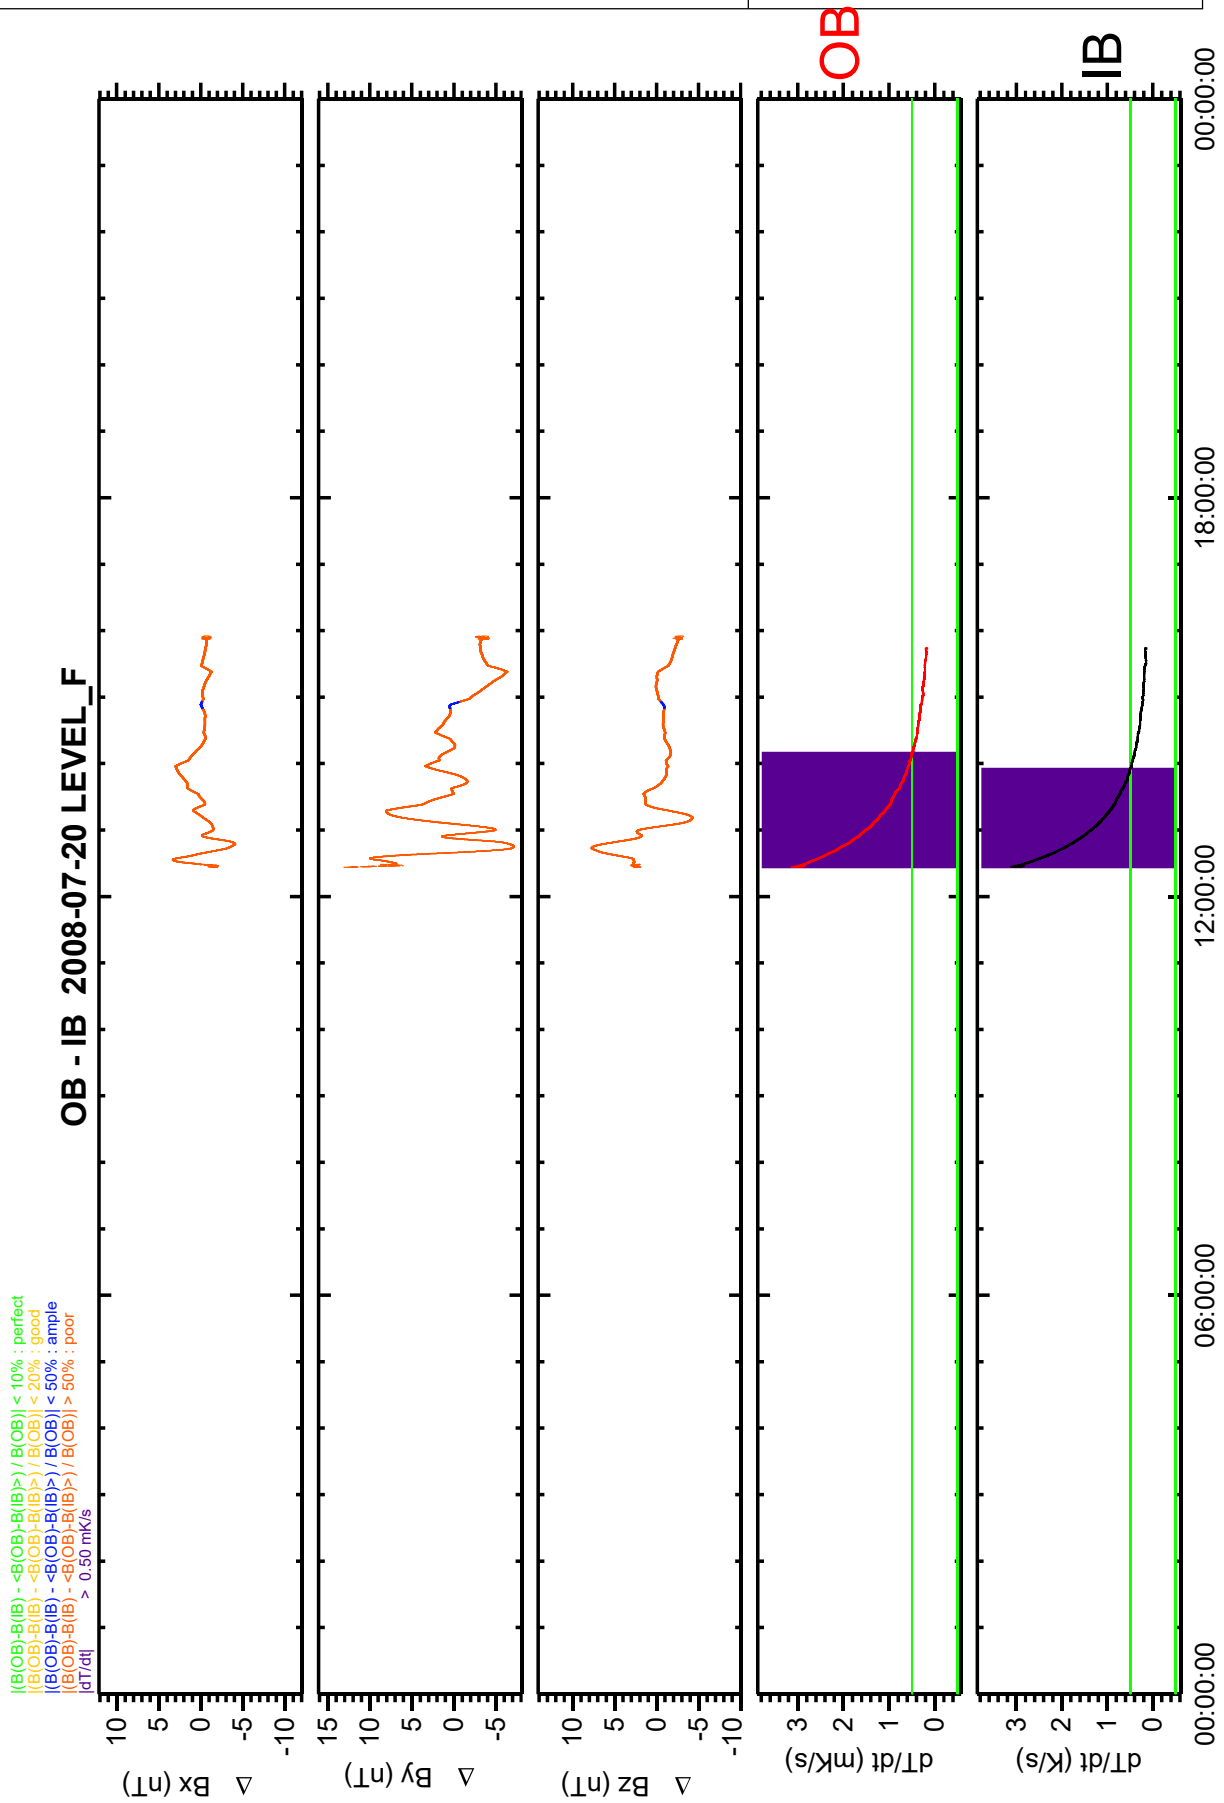 |(B(OB)-B(IB) - <B(OB)-B(IB)>) / B(OB)| < 10% : perfect
|(B(OB)-B(IB) - <B(OB)-B(IB)>) / B(OB)| < 20% : good
|(B(OB)-B(IB) - <B(OB)-B(IB)>) / B(OB)| < 50% : ample
|(B(OB)-B(IB) - <B(OB)-B(IB)>) / B(OB)| > 50% : poor
|dT/dt| > 0.50 mK/s
OB - IB 2008-07-20 LEVEL_F
Δ Bx (nT)
10
5
0
-5
-10
Δ By (nT)
15
10
5
0
-5
Δ Bz (nT)
10
5
0
-5
-10
dT/dt (mK/s)
3
2
1
0
OB
dT/dt (K/s)
3
2
1
0
IB
00:00:00
06:00:00
12:00:00
18:00:00
00:00:00